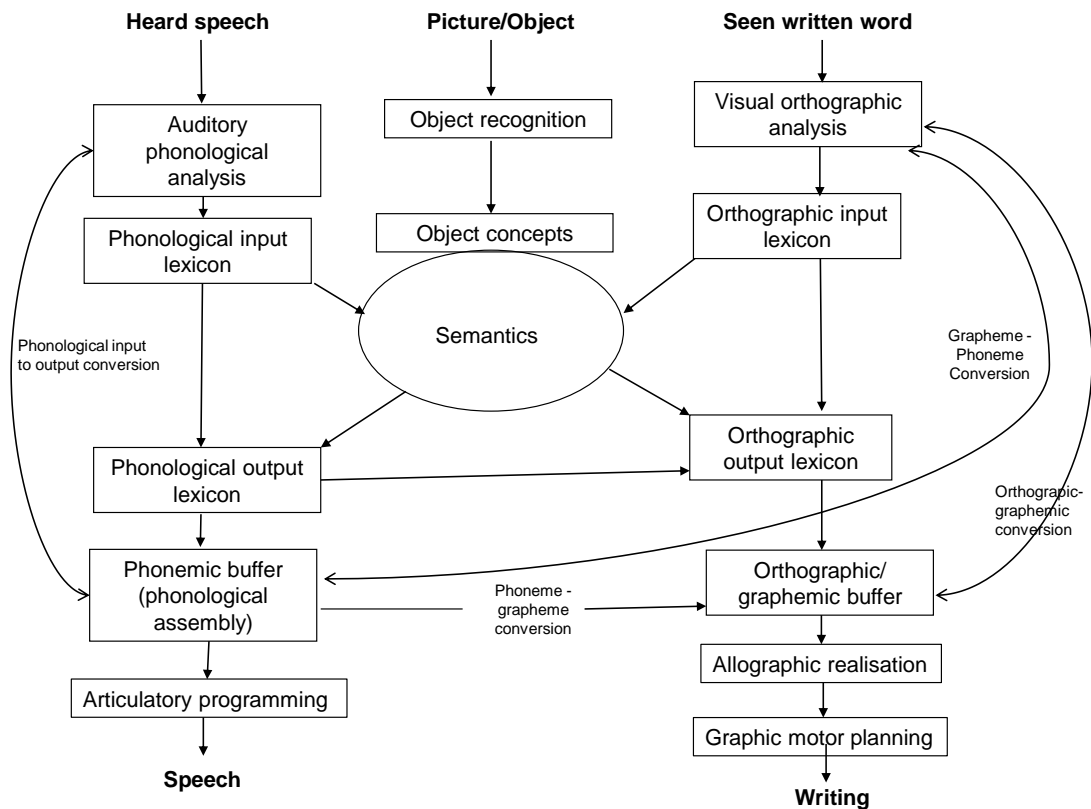 Heard speech
Picture/Object
Seen written word
Auditory
phonological
analysis
Object recognition
Visual orthographic
analysis
Phonological input
lexicon
Object concepts
Orthographic input
lexicon
Semantics
Phonological input
to output conversion
Grapheme -
Phoneme
Conversion
Phonological output
lexicon
Orthographic
output lexicon
Orthograpic-
graphemic
conversion
Phonemic buffer
(phonological
assembly)
Phoneme -
grapheme
conversion
Orthographic/
graphemic buffer
Articulatory programming
Allographic realisation
Graphic motor planning
Speech
Writing